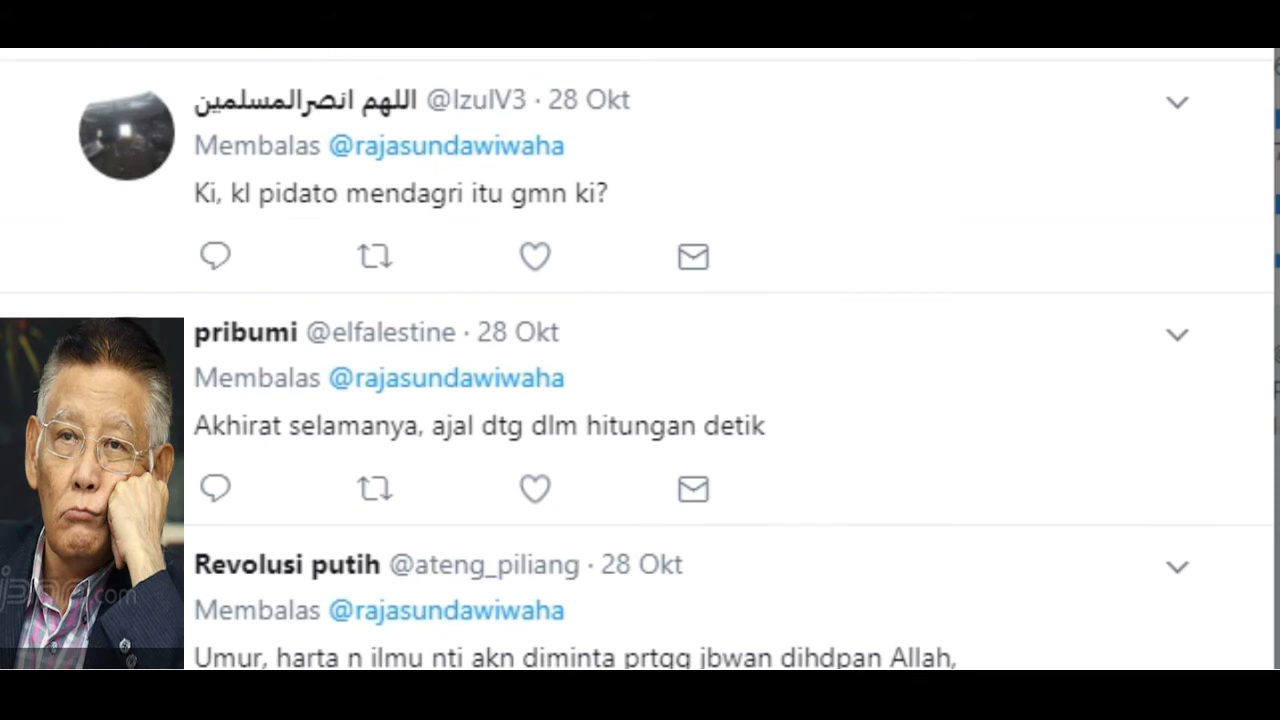 اللهم انصرالمسلمين @IzulV3 · 28 Okt
Membalas @rajasundawiwaha
Ki, kl pidato mendagri itu gmn ki?
pribumi @elfalestine · 28 Okt
Membalas @rajasundawiwaha
Akhirat selamanya, ajal dtg dlm hitungan detik
Revolusi putih @ateng_piliang · 28 Okt
Membalas @rajasundawiwaha
Umur, harta n ilmu nti akn diminta prtgg jbwan dihdpan Allah,